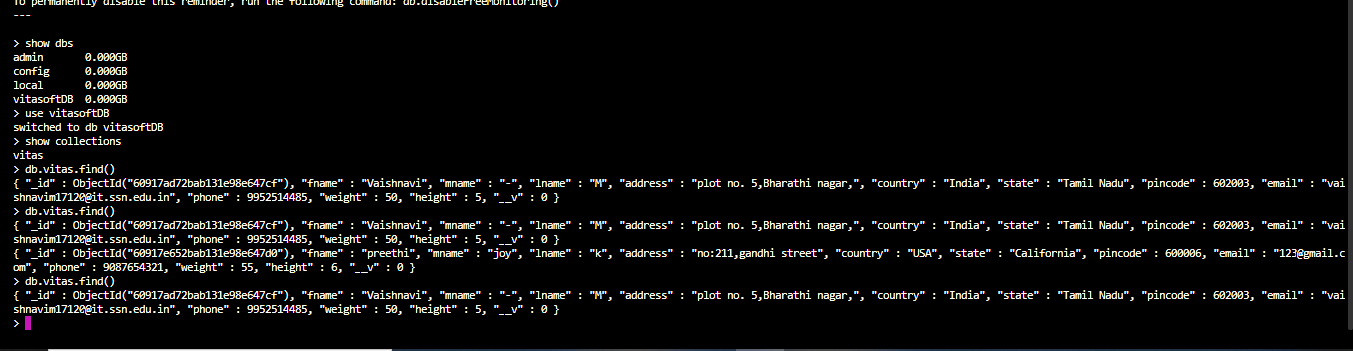 To permanently disable this reminder, run the following command: db.disableFreeMonitoring()
---
> show dbs
admin       0.000GB
config      0.000GB
local       0.000GB
vitasoftDB  0.000GB
> use vitasoftDB
switched to db vitasoftDB
> show collections
vitas
> db.vitas.find()
{ "_id" : ObjectId("60917ad72bab131e98e647cf"), "fname" : "Vaishnavi", "mname" : "-", "lname" : "M", "address" : "plot no. 5,Bharathi nagar,", "country" : "India", "state" : "Tamil Nadu", "pincode" : 602003, "email" : "vai
shnavim17120@it.ssn.edu.in", "phone" : 9952514485, "weight" : 50, "height" : 5, "__v" : 0 }
> db.vitas.find()
{ "_id" : ObjectId("60917ad72bab131e98e647cf"), "fname" : "Vaishnavi", "mname" : "-", "lname" : "M", "address" : "plot no. 5,Bharathi nagar,", "country" : "India", "state" : "Tamil Nadu", "pincode" : 602003, "email" : "vai
shnavim17120@it.ssn.edu.in", "phone" : 9952514485, "weight" : 50, "height" : 5, "__v" : 0 }
{ "_id" : ObjectId("60917e652bab131e98e647d0"), "fname" : "preethi", "mname" : "joy", "lname" : "k", "address" : "no:211,gandhi street", "country" : "USA", "state" : "California", "pincode" : 600006, "email" : "123@gmail.c
om", "phone" : 9087654321, "weight" : 55, "height" : 6, "__v" : 0 }
> db.vitas.find()
{ "_id" : ObjectId("60917ad72bab131e98e647cf"), "fname" : "Vaishnavi", "mname" : "-", "lname" : "M", "address" : "plot no. 5,Bharathi nagar,", "country" : "India", "state" : "Tamil Nadu", "pincode" : 602003, "email" : "vai
shnavim17120@it.ssn.edu.in", "phone" : 9952514485, "weight" : 50, "height" : 5, "__v" : 0 }
>